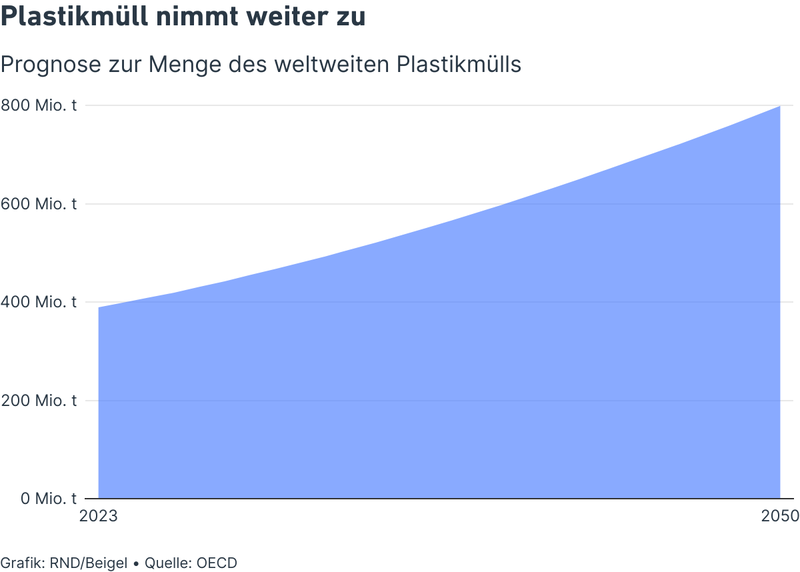 Plastikmüll nimmt weiter zu
Prognose zur Menge des weltweiten Plastikmülls
800 Mio. t
600 Mio. t
400 Mio. t
200 Mio. t
0 Mio. t
2023 2050
Grafik: RND/Beigel • Quelle: OECD